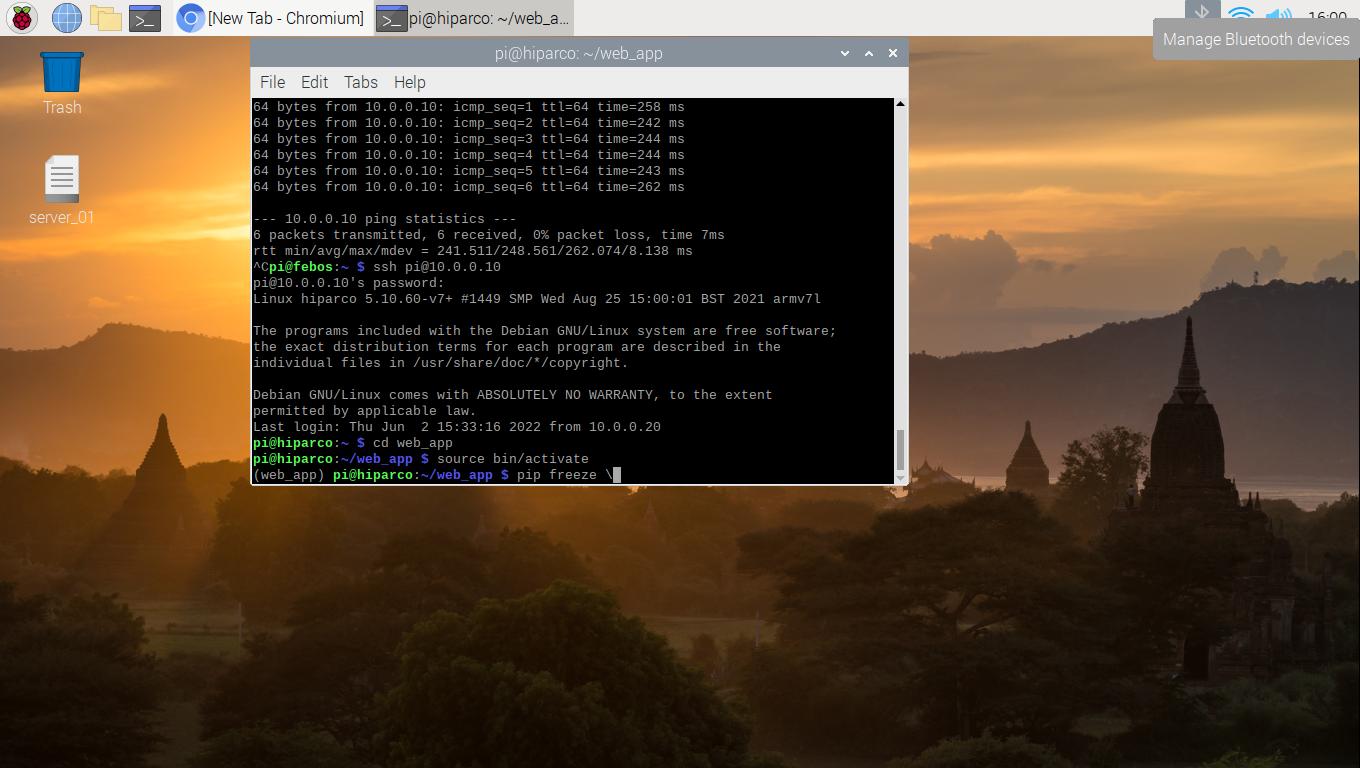 [New Tab - Chromium]
pi@hiparco: ~/web_a...
16:00
Manage Bluetooth devices
Trash
server_01
pi@hiparco: ~/web_app
File Edit Tabs Help
64 bytes from 10.0.0.10: icmp_seq=1 ttl=64 time=258 ms
64 bytes from 10.0.0.10: icmp_seq=2 ttl=64 time=242 ms
64 bytes from 10.0.0.10: icmp_seq=3 ttl=64 time=244 ms
64 bytes from 10.0.0.10: icmp_seq=4 ttl=64 time=244 ms
64 bytes from 10.0.0.10: icmp_seq=5 ttl=64 time=243 ms
64 bytes from 10.0.0.10: icmp_seq=6 ttl=64 time=262 ms
--- 10.0.0.10 ping statistics ---
6 packets transmitted, 6 received, 0% packet loss, time 7ms
rtt min/avg/max/mdev = 241.511/248.561/262.074/8.138 ms
^Cpi@febos:~ $ ssh pi@10.0.0.10
pi@10.0.0.10's password:
Linux hiparco 5.10.60-v7+ #1449 SMP Wed Aug 25 15:00:01 BST 2021 armv7l
The programs included with the Debian GNU/Linux system are free software;
the exact distribution terms for each program are described in the
individual files in /usr/share/doc/*/copyright.
Debian GNU/Linux comes with ABSOLUTELY NO WARRANTY, to the extent
permitted by applicable law.
Last login: Thu Jun  2 15:33:16 2022 from 10.0.0.20
pi@hiparco:~ $ cd web_app
pi@hiparco:~/web_app $ source bin/activate
(web_app) pi@hiparco:~/web_app $ pip freeze \